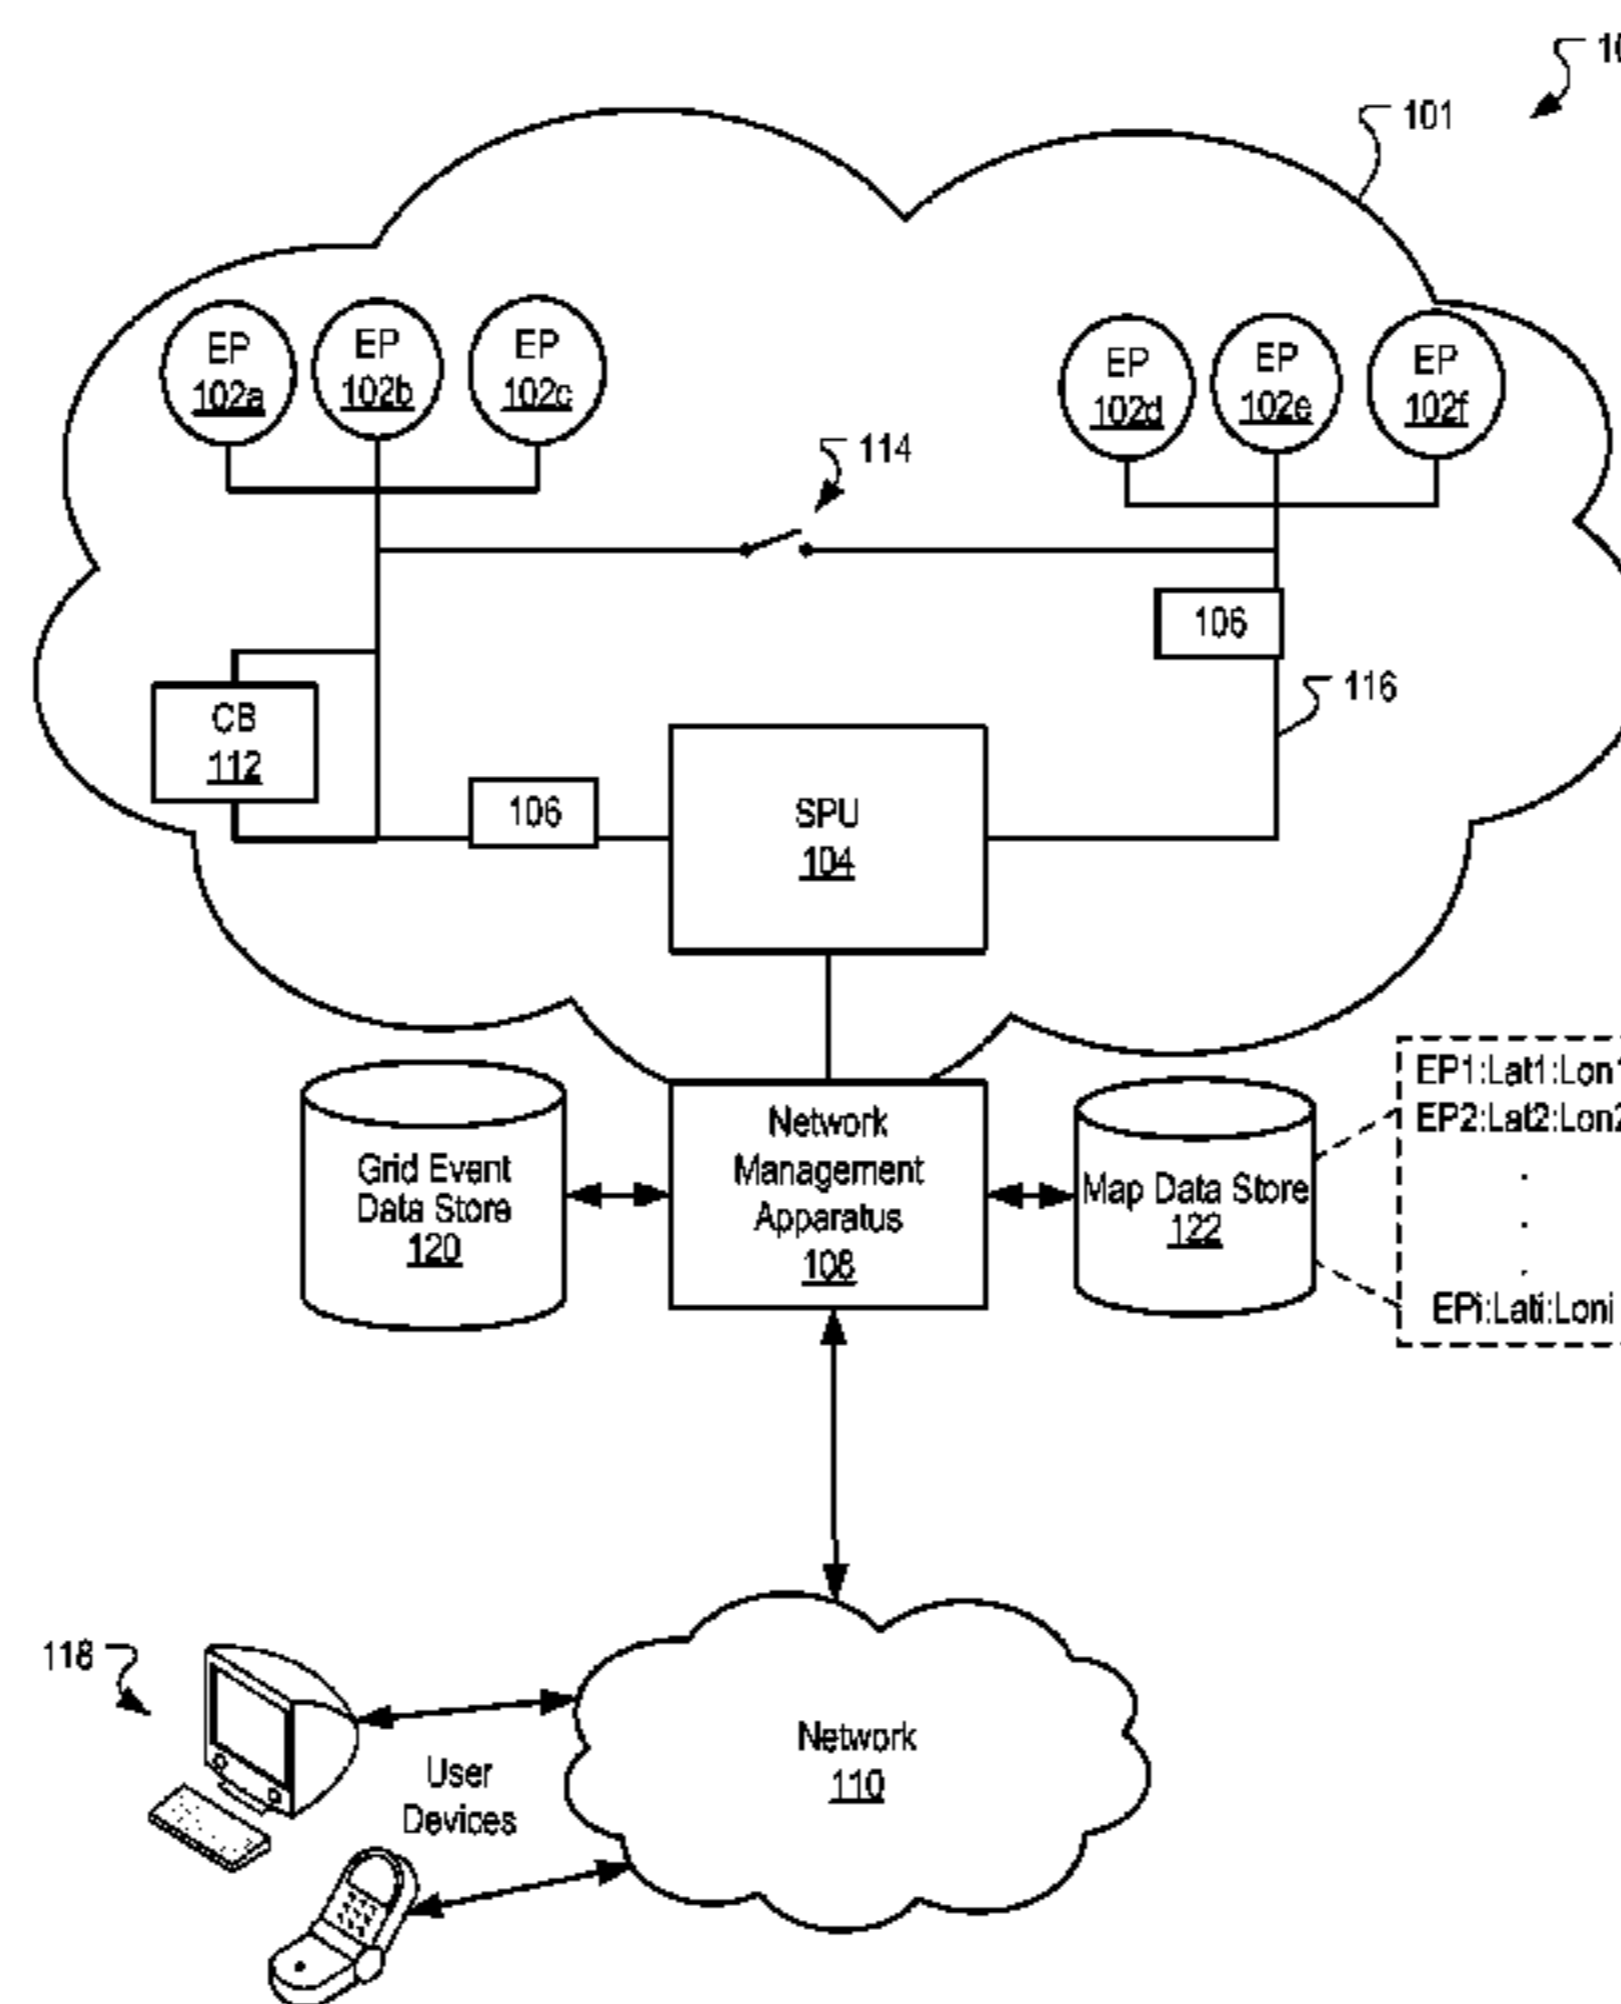 101
EP
102a
EP
102b
EP
102c
EP
102d
EP
102e
EP
102f
114
106
116
CB
112
106
SPU
104
EP1:Lat1:Lon1
EP2:Lat2:Lon2
.
.
.
EPi:Lati:Loni
Grid Event
Data Store
120
Network
Management
Apparatus
108
Map Data Store
122
118
User
Devices
Network
110